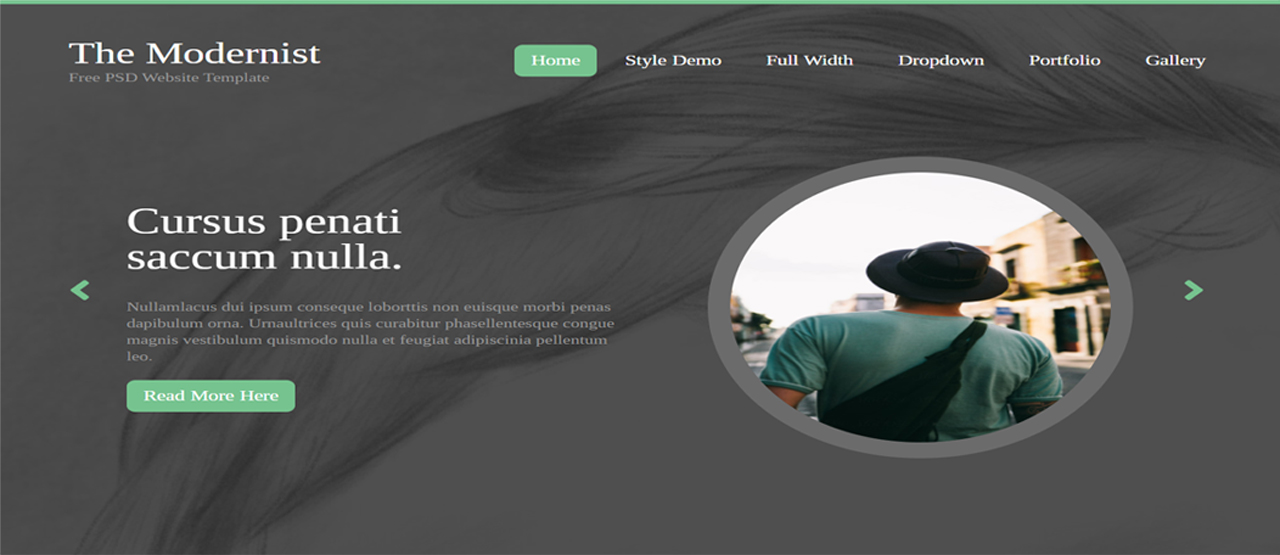 The Modernist
Free PSD Website Template
Home Style Demo Full Width Dropdown Portfolio Gallery
Cursus penati
saccum nulla.
Nullamlacus dui ipsum conseque loborttis non euisque morbi penas
dapibulum orna. Urnaultrices quis curabitur phasellentesque congue
magnis vestibulum quismodo nulla et feugiat adipiscinia pellentum
leo.
Read More Here